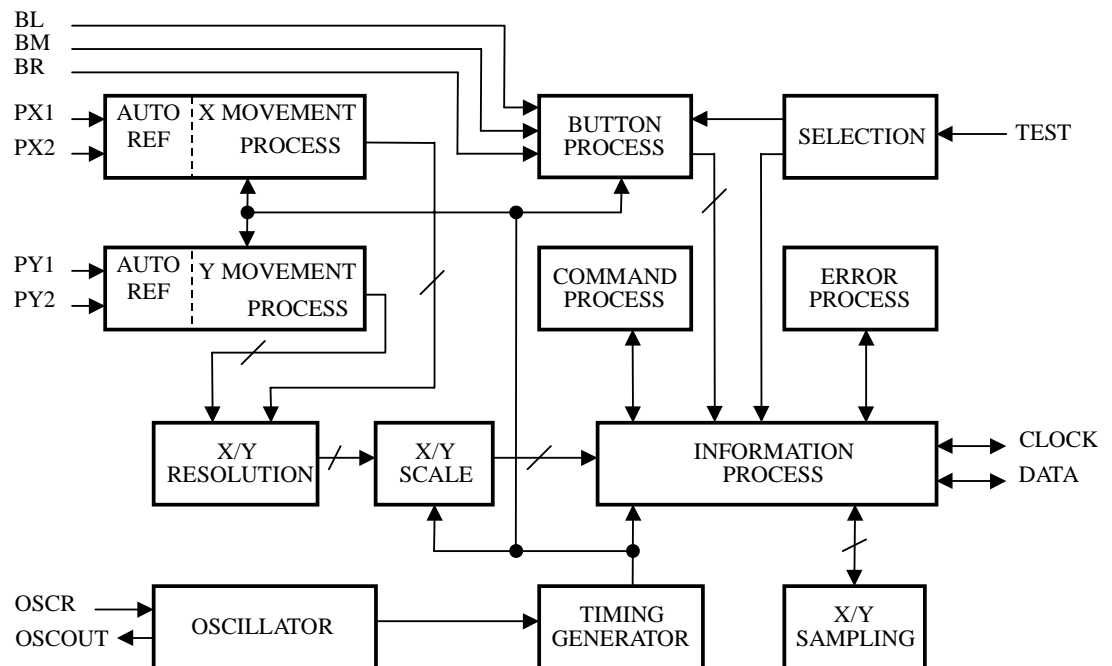 BL
BM
BR
PX1
PX2
AUTO
REF
X MOVEMENT
PROCESS
BUTTON
PROCESS
SELECTION
TEST
PY1
PY2
AUTO
REF
Y MOVEMENT
PROCESS
COMMAND
PROCESS
ERROR
PROCESS
X/Y
RESOLUTION
X/Y
SCALE
INFORMATION
PROCESS
CLOCK
DATA
OSCR
OSCOUT
OSCILLATOR
TIMING
GENERATOR
X/Y
SAMPLING